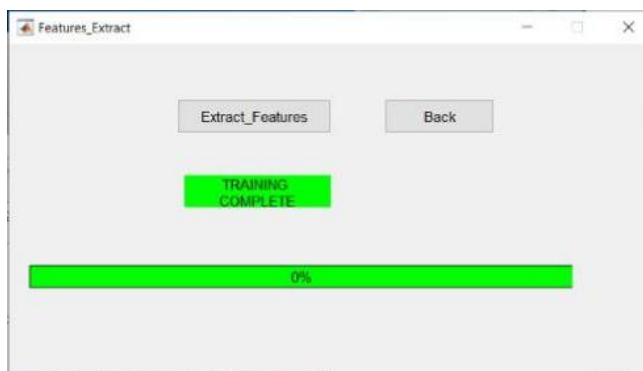 Features_Extract
Extract_Features
Back
TRAINING
COMPLETE
0%